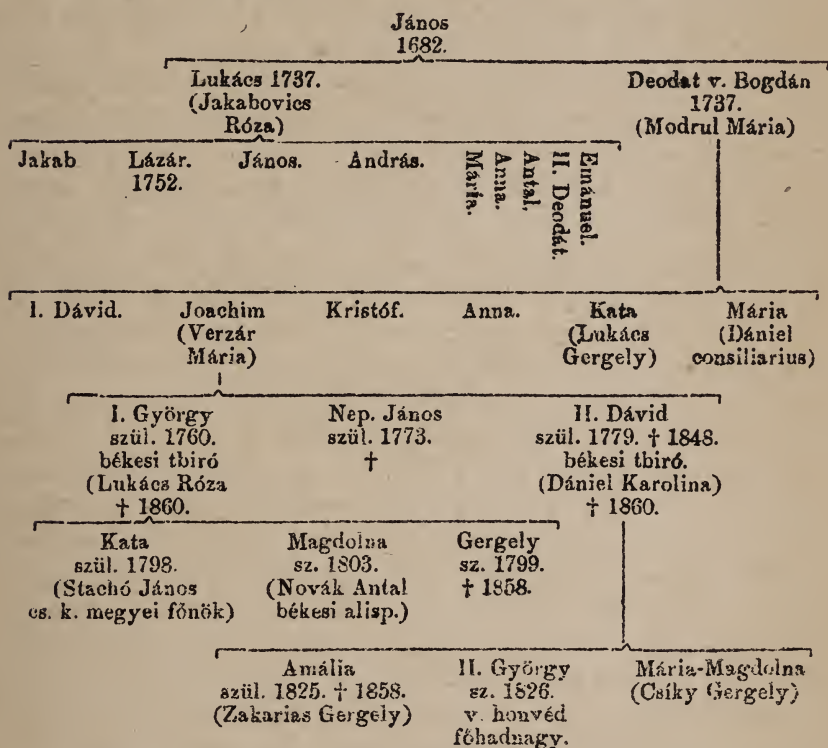 János
1682.
Lukács 1737. Deodat v. Bogdán
(Jakabovics 1737.
Róza) (Modrul Mária)
Jakab Lázár. János. András.
1752.
Mária.
Anna.
Antal.
II. Deodát.
Emánuel.
I. Dávid. Joachim Kristóf. Anna. Kata Mária
(Verzár (Lukács (Dániel
Mária) Gergely) consiliarius)
I. György Nep. János II. Dávid
szül. 1760. szül. 1773. szül. 1779. † 1848.
békesi tbiró † békesi tbiró.
(Lukács Róza (Dániel Karolina)
† 1860. † 1860.
Kata Magdolna Gergely
szül. 1798. sz. 1803. sz. 1799.
(Stachó János (Novák Antal † 1858.
cs. k. megyei főnök) békesi alisp.)
Amália II. György Mária-Magdolna
szül. 1825. † 1858. sz. 1826. (Csíky Gergely)
(Zakarias Gergely) v. honvéd
főhadnagy.